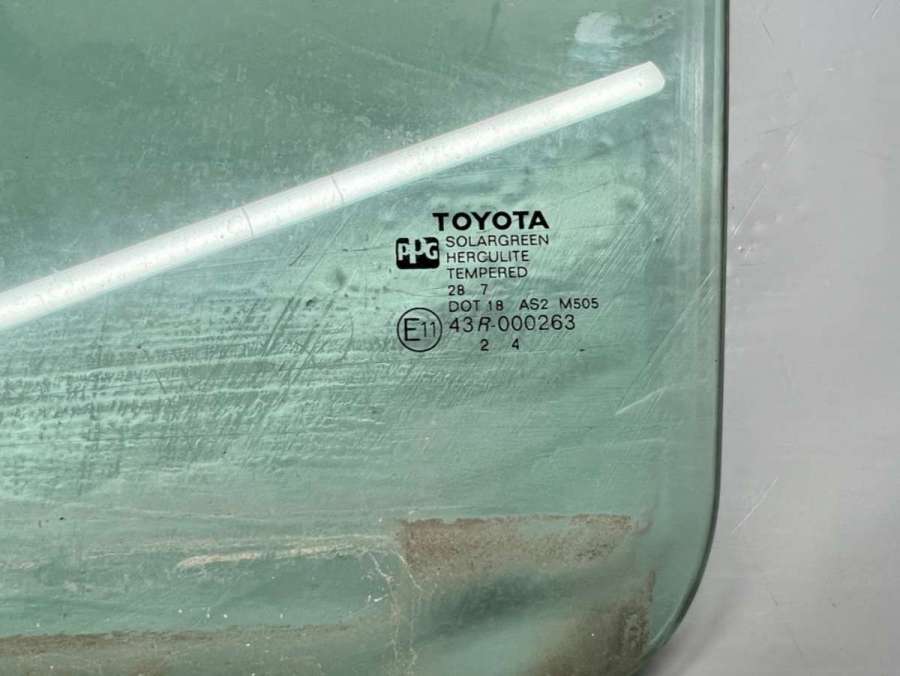 TOYOTA
PPG SOLARGREEN
HERCULITE
TEMPERED
28 7
DOT 18 AS2 M505
E11 43R-000263
2 4